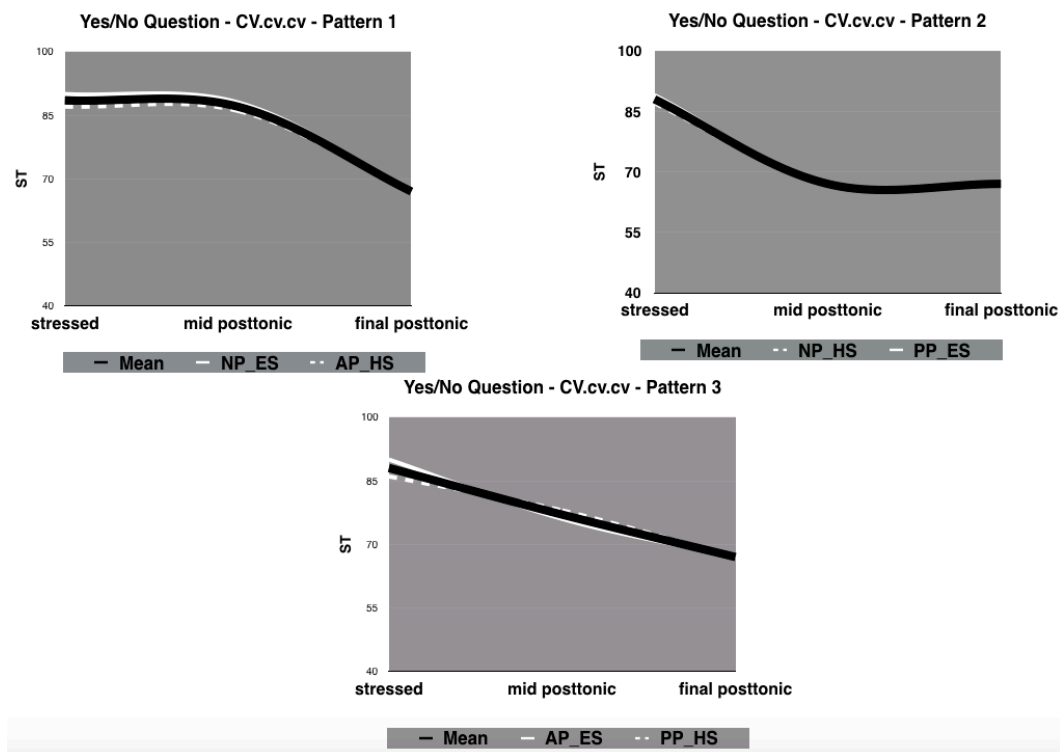 Yes/No Question - CV.cv.cv - Pattern 1
100
85
70
55
40
ST
stressed mid posttonic final posttonic
Mean NP_ES AP_HS
Yes/No Question - CV.cv.cv - Pattern 2
100
85
70
55
40
ST
stressed mid posttonic final posttonic
Mean NP_HS PP_ES
Yes/No Question - CV.cv.cv - Pattern 3
100
85
70
55
40
ST
stressed mid posttonic final posttonic
Mean AP_ES PP_HS